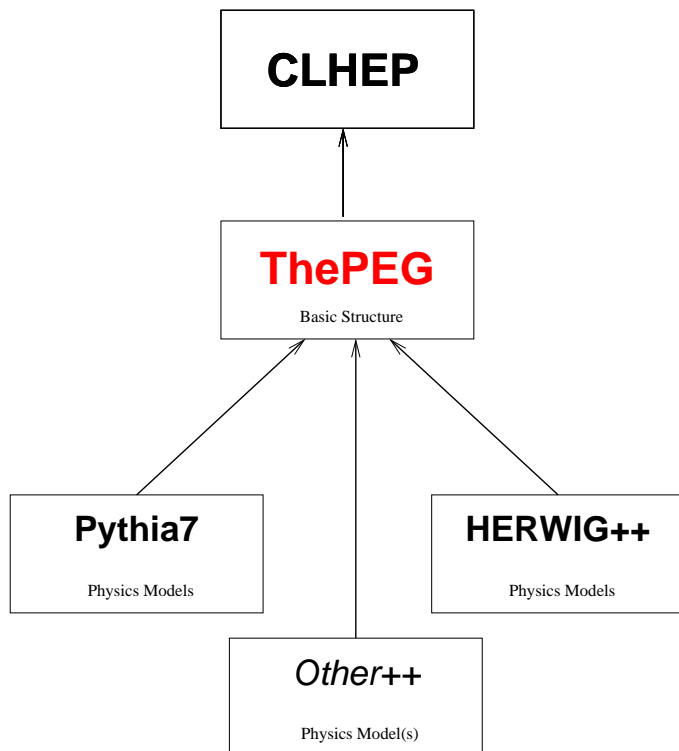 CLHEP
ThePEG
Basic Structure
Pythia7
Physics Models
HERWIG++
Physics Models
Other++
Physics Model(s)